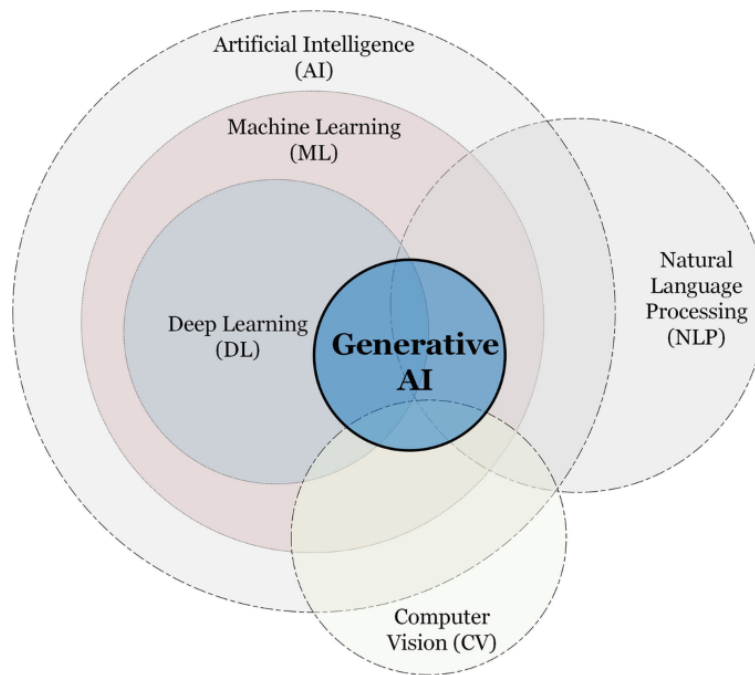 Artificial Intelligence
(AI)
Machine Learning
(ML)
Natural
Language
Processing
(NLP)
Deep Learning
(DL)
Generative
AI
Computer
Vision (CV)